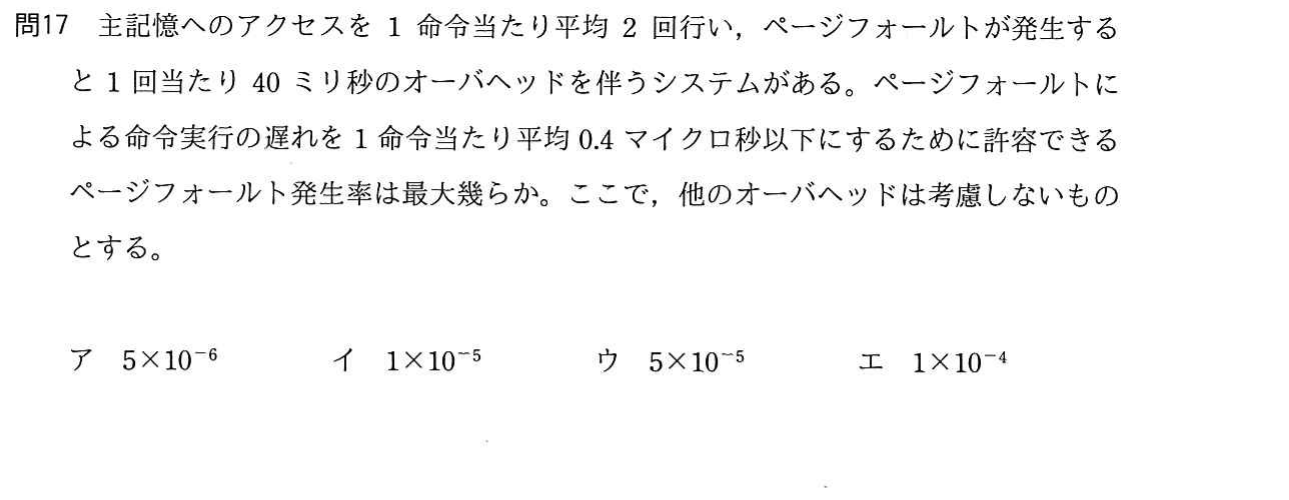 問17 主記憶へのアクセスを 1 命令当たり平均 2 回行い，ページフォールトが発生する
と 1 回当たり 40 ミリ秒のオーバヘッドを伴うシステムがある。ページフォールトに
よる命令実行の遅れを 1 命令当たり平均 0.4 マイクロ秒以下にするために許容できる
ページフォールト発生率は最大幾らか。ここで，他のオーバヘッドは考慮しないもの
とする。
ア 5×10⁻⁶ イ 1×10⁻⁵ ウ 5×10⁻⁵ エ 1×10⁻⁴